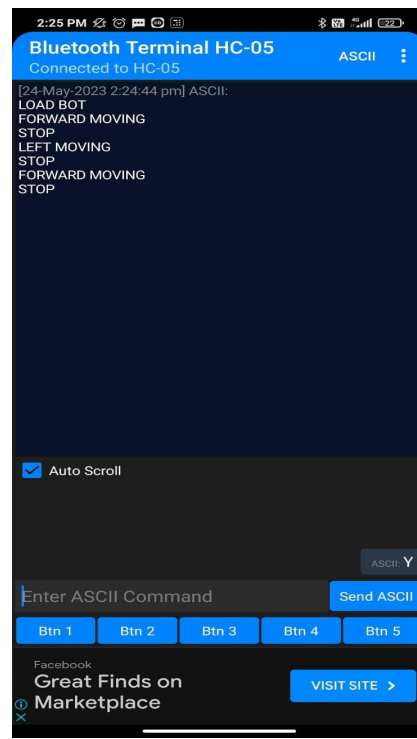 2:25 PM
4G 22
Bluetooth Terminal HC-05
Connected to HC-05
ASCII
[24-May-2023 2:24:44 pm] ASCII:
LOAD BOT
FORWARD MOVING
STOP
LEFT MOVING
STOP
FORWARD MOVING
STOP
Auto Scroll
ASCII: Y
Enter ASCII Command
Send ASCII
Btn 1
Btn 2
Btn 3
Btn 4
Btn 5
Facebook
Great Finds on
Marketplace
VISIT SITE